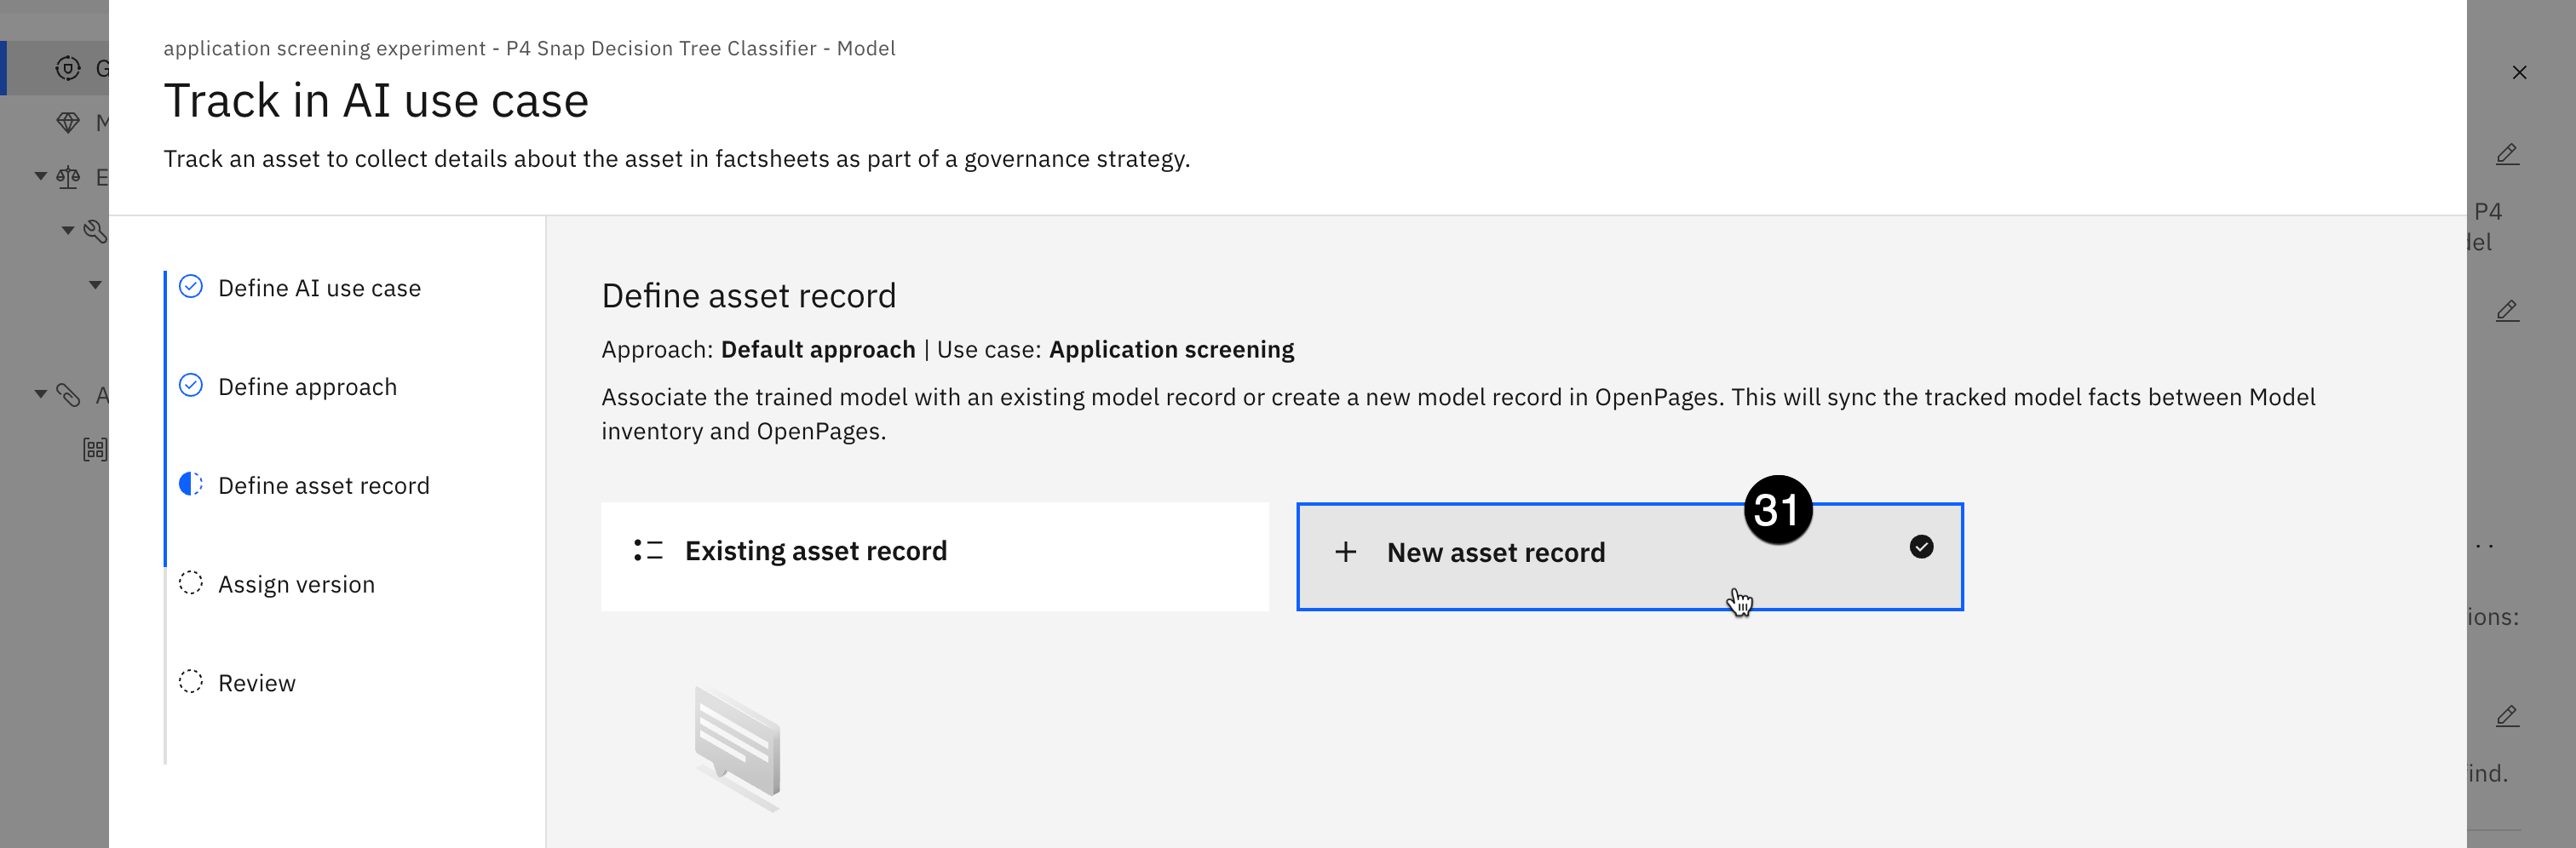 application screening experiment - P4 Snap Decision Tree Classifier - Model
Track in AI use case
Track an asset to collect details about the asset in factsheets as part of a governance strategy.
G
M
E
A
Define AI use case
Define approach
Define asset record
Assign version
Review
Define asset record
Approach: Default approach | Use case: Application screening
Associate the trained model with an existing model record or create a new model record in OpenPages. This will sync the tracked model facts between Model
inventory and OpenPages.
Existing asset record
31
New asset record
P4
del
..
ions:
find.